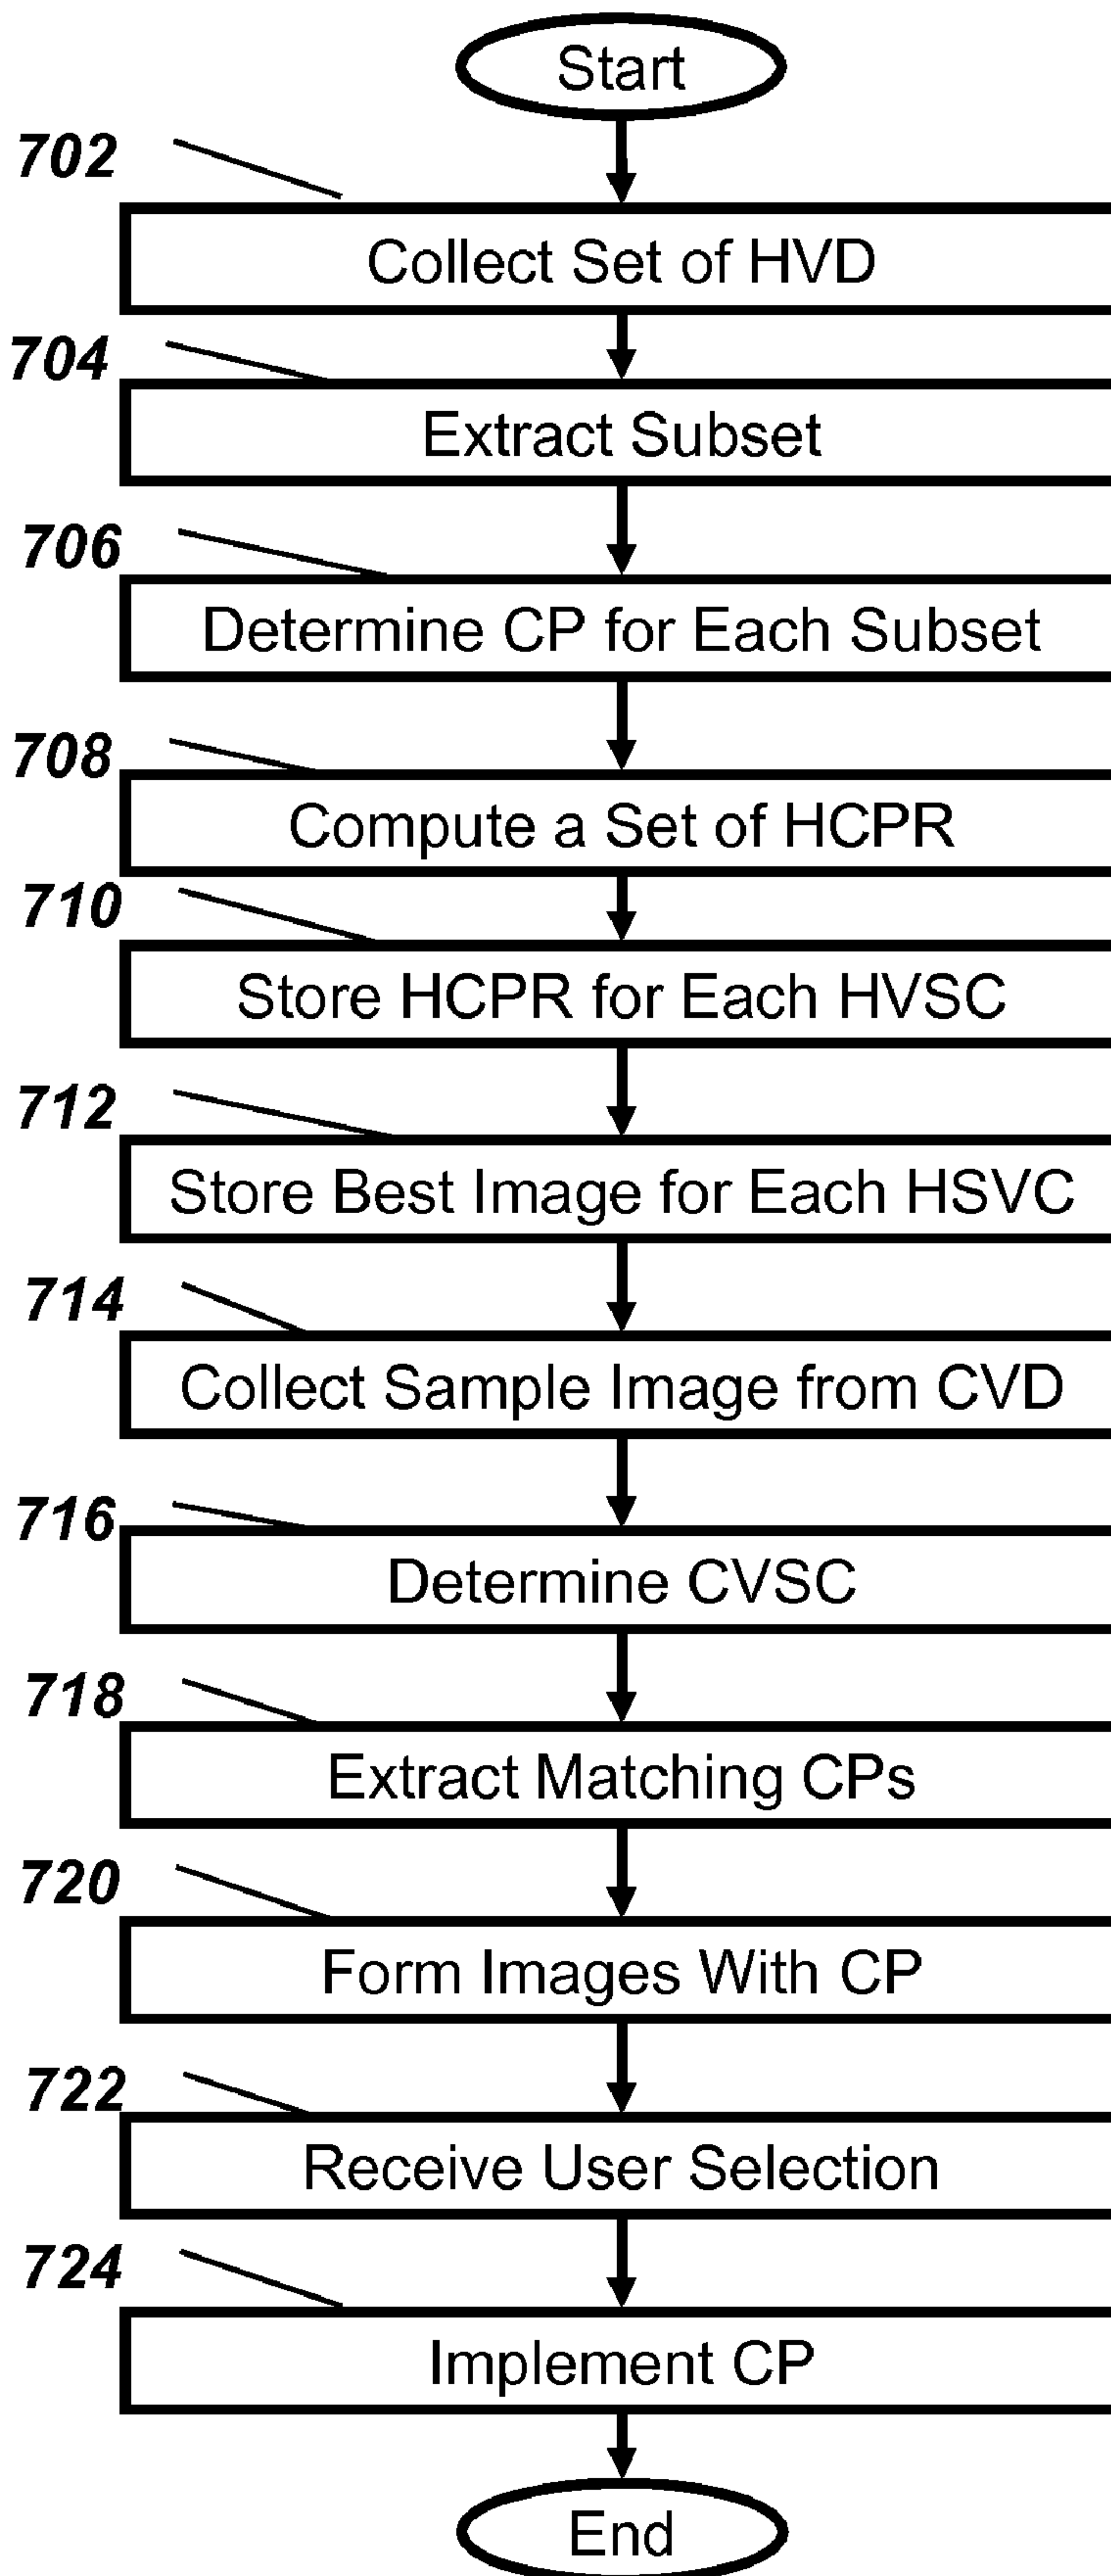 Start
702
Collect Set of HVD
704
Extract Subset
706
Determine CP for Each Subset
708
Compute a Set of HCPR
710
Store HCPR for Each HVSC
712
Store Best Image for Each HSVC
714
Collect Sample Image from CVD
716
Determine CVSC
718
Extract Matching CPs
720
Form Images With CP
722
Receive User Selection
724
Implement CP
End